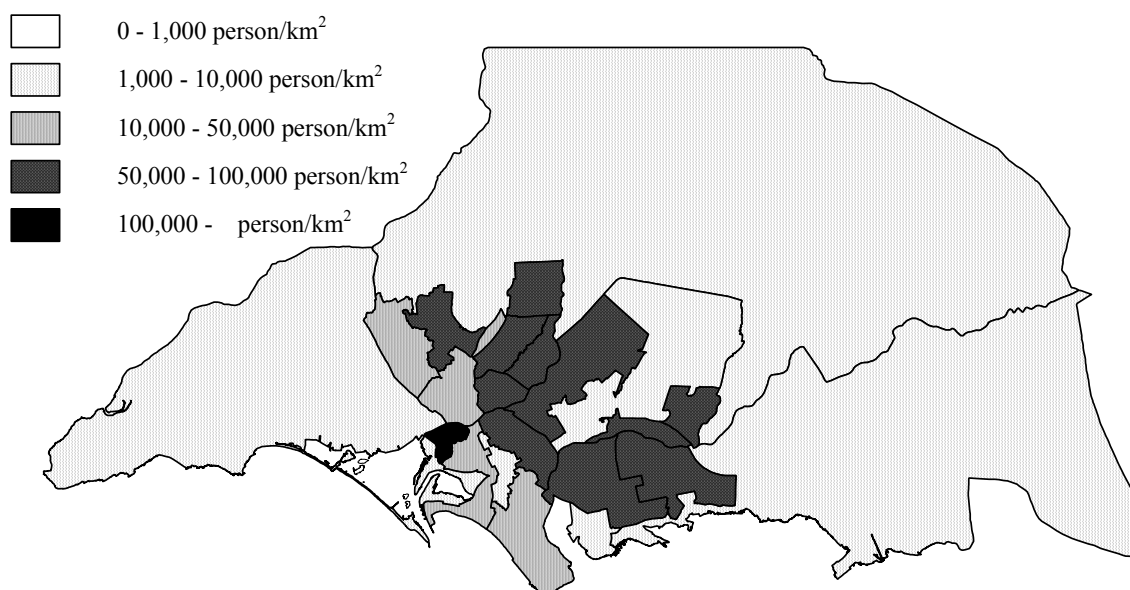 0 - 1,000 person/km²
1,000 - 10,000 person/km²
10,000 - 50,000 person/km²
50,000 - 100,000 person/km²
100,000 -    person/km²